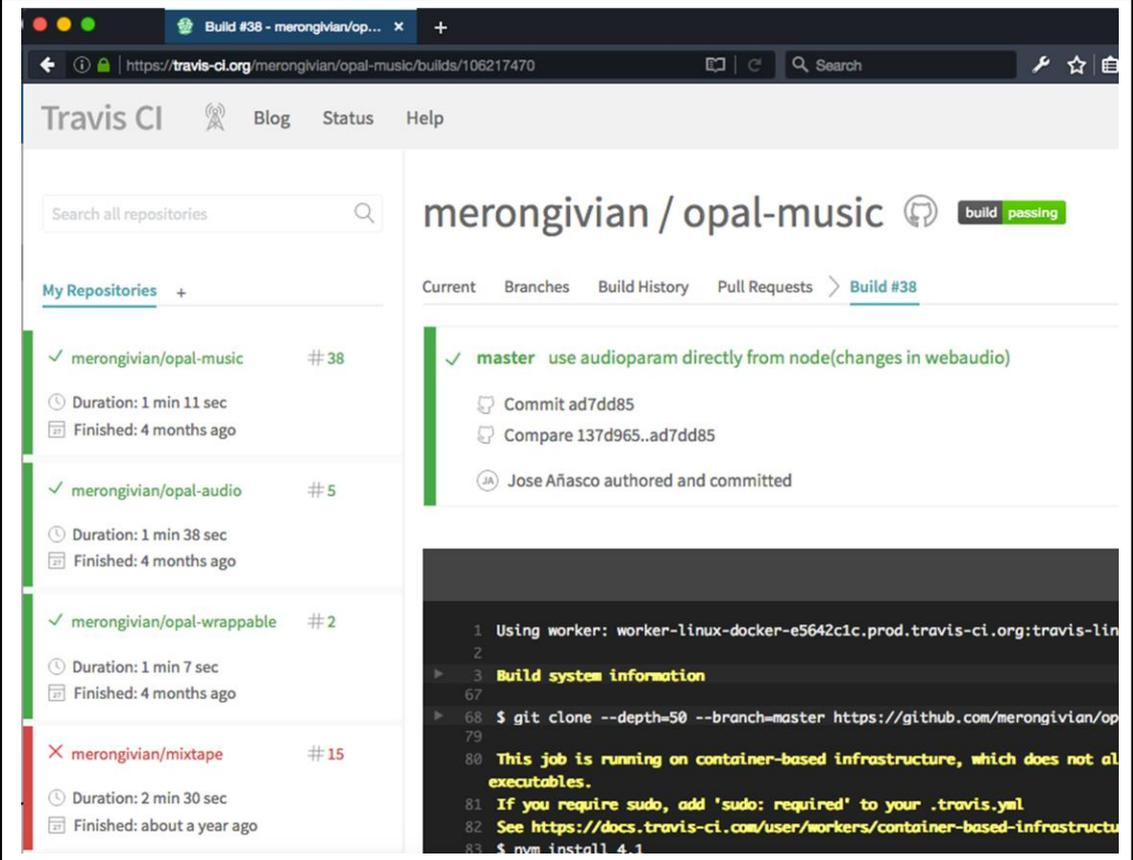 Build #38 - merongivian/op... × +
https://travis-ci.org/merongivian/opal-music/builds/106217470 Search
Travis CI Blog Status Help
Search all repositories
My Repositories +
merongivian/opal-music #38
Duration: 1 min 11 sec
Finished: 4 months ago
merongivian/opal-audio #5
Duration: 1 min 38 sec
Finished: 4 months ago
merongivian/opal-wrappable #2
Duration: 1 min 7 sec
Finished: 4 months ago
merongivian/mixtape #15
Duration: 2 min 30 sec
Finished: about a year ago
merongivian / opal-music build passing
Current Branches Build History Pull Requests Build #38
master use audioparam directly from node(changes in webaudio)
Commit ad7dd85
Compare 137d965..ad7dd85
JA Jose Añasco authored and committed
1 Using worker: worker-linux-docker-e5642c1c.prod.travis-ci.org:travis-lin
2
3 Build system information
67
68 $ git clone --depth=50 --branch=master https://github.com/merongivian/op
79
80 This job is running on container-based infrastructure, which does not al
executables.
81 If you require sudo, add 'sudo: required' to your .travis.yml
82 See https://docs.travis-ci.com/user/workers/container-based-infrastructu
83 $ nvm install 4.1